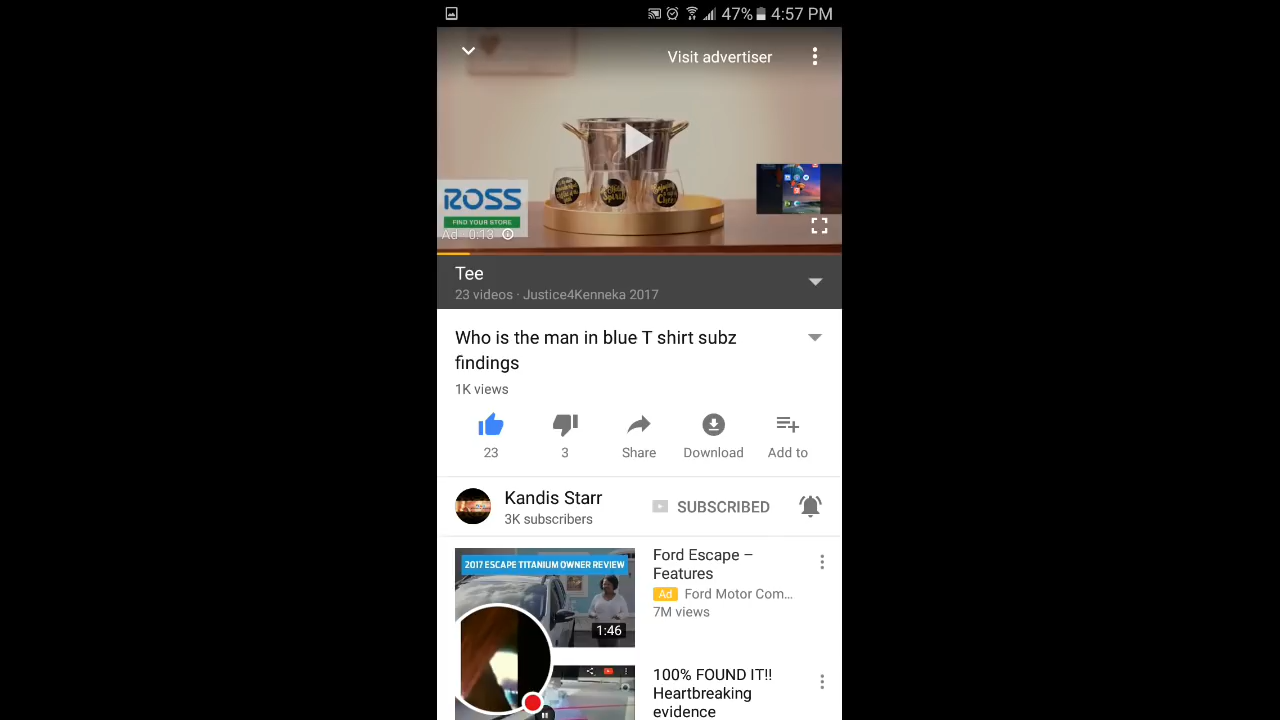 47% 4:57 PM
Visit advertiser
ROSS
FIND YOUR STORE
Ad · 0:13
Tee
23 videos · Justice4Kenneka 2017
Who is the man in blue T shirt subz
findings
1K views
23
3
Share
Download
Add to
Kandis Starr
3K subscribers
SUBSCRIBED
2017 ESCAPE TITANIUM OWNER REVIEW
1:46
Ford Escape –
Features
Ad Ford Motor Com...
7M views
100% FOUND IT!!
Heartbreaking
evidence